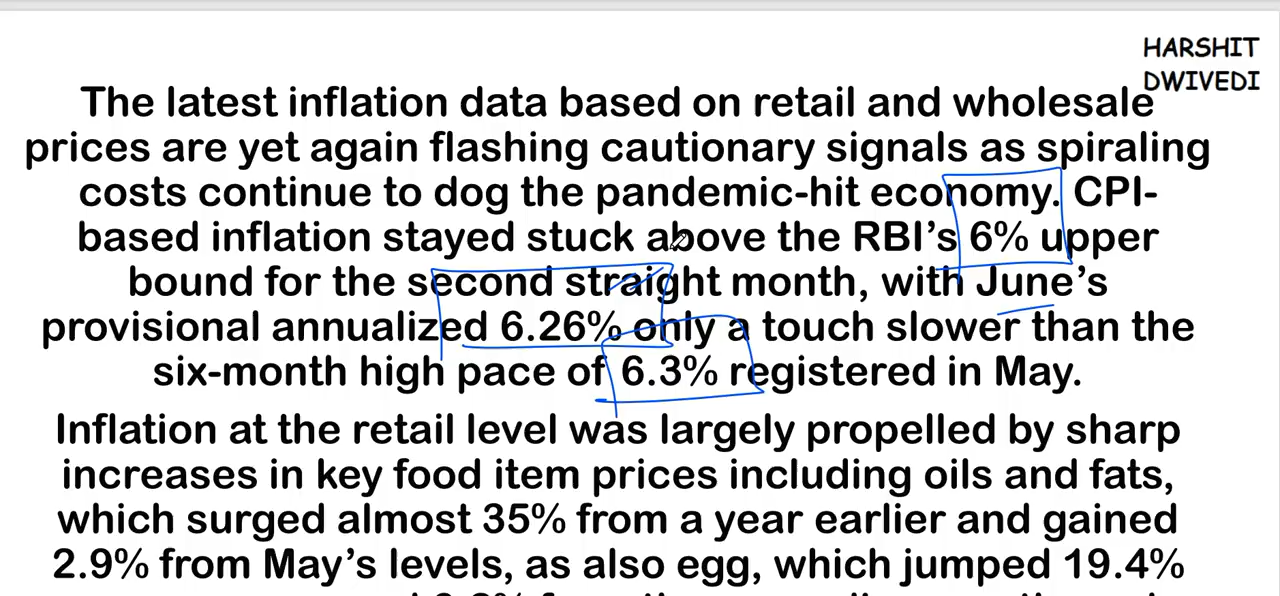 HARSHIT
DWIVEDI
The latest inflation data based on retail and wholesale
prices are yet again flashing cautionary signals as spiraling
costs continue to dog the pandemic-hit economy. CPI-
based inflation stayed stuck above the RBI’s 6% upper
bound for the second straight month, with June’s
provisional annualized 6.26% only a touch slower than the
six-month high pace of 6.3% registered in May.
Inflation at the retail level was largely propelled by sharp
increases in key food item prices including oils and fats,
which surged almost 35% from a year earlier and gained
2.9% from May’s levels, as also egg, which jumped 19.4%